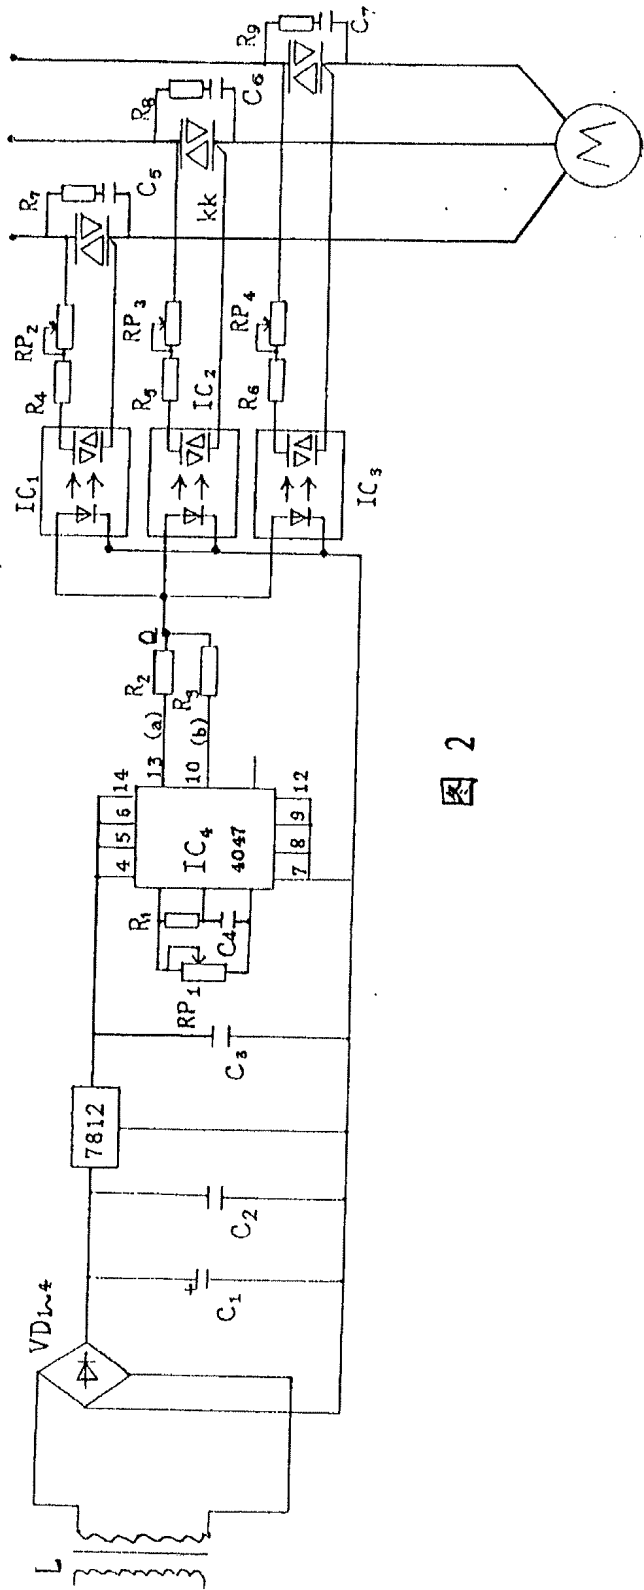 L
VD₁~₄
C₁
C₂
7812
C₃
RP₁
R₁
C₄
4 5 6 14
IC₄
4047
7 8 9 12
13 (a)
10 (b)
R₂
R₃
Q
IC₁
IC₂
IC₃
R₄
RP₂
R₅
RP₃
R₆
RP₄
R₇
C₅
R₈
C₆
R₉
C₇
kk
M
图 2